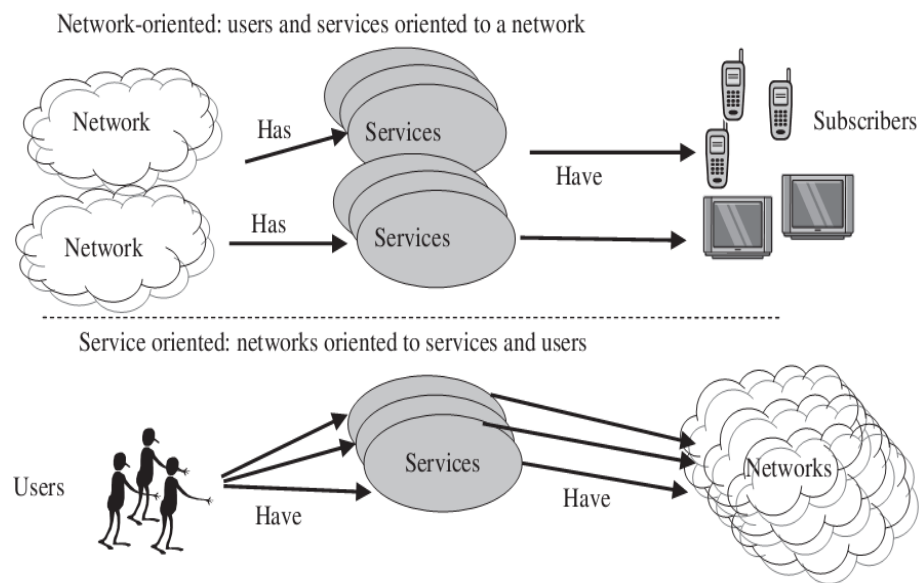 Network-oriented: users and services oriented to a network
Network
Has
Services
Have
Subscribers
Network
Has
Services
Service oriented: networks oriented to services and users
Users
Have
Services
Have
Networks